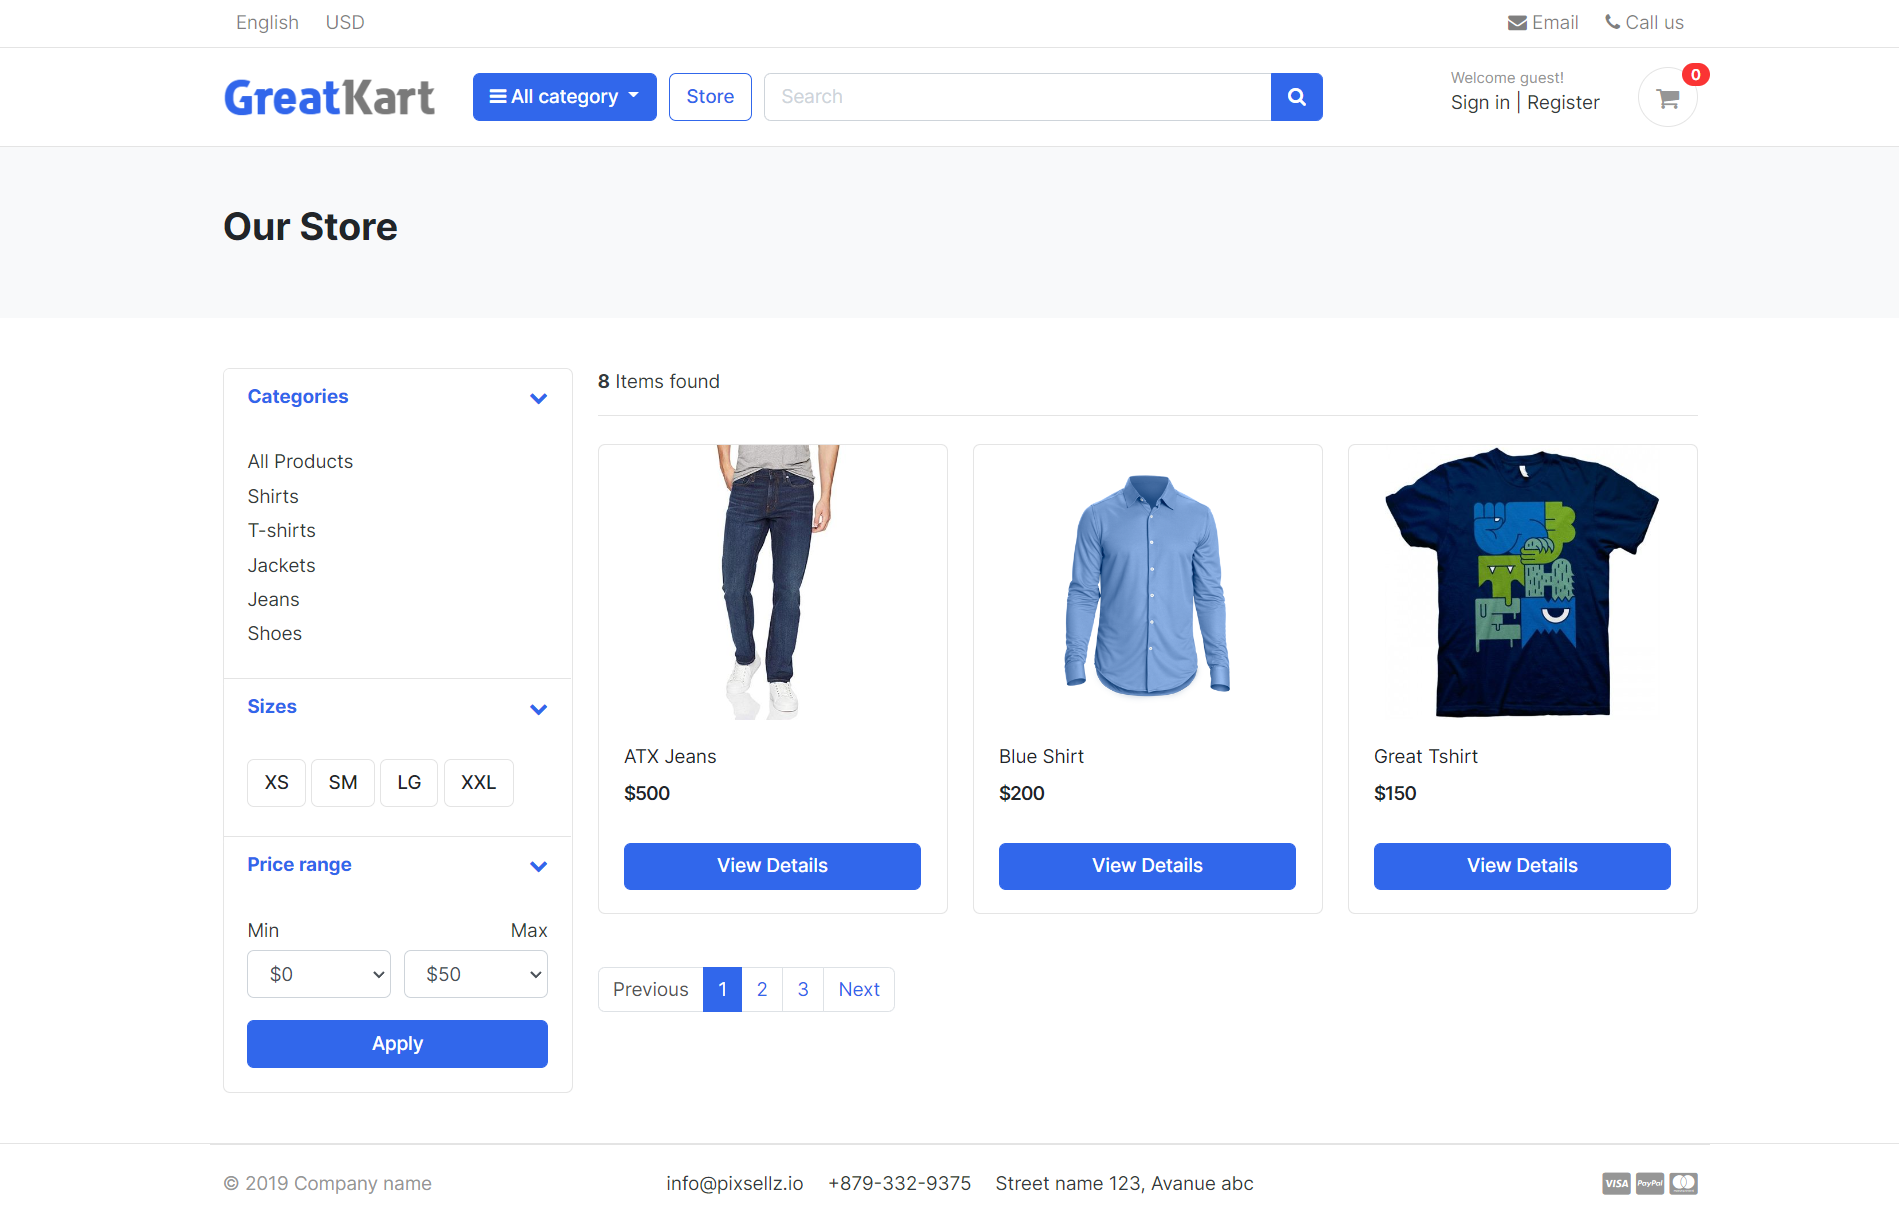 English USD Email Call us
GreatKart All category Store Search Welcome guest! 0
Sign in | Register
Our Store
Categories
All Products
Shirts
T-shirts
Jackets
Jeans
Shoes
Sizes
XS SM LG XXL
Price range
Min Max
$0 $50
Apply
8 Items found
ATX Jeans
$500
View Details
Blue Shirt
$200
View Details
Great Tshirt
$150
View Details
Previous 1 2 3 Next
© 2019 Company name info@pixsellz.io +879-332-9375 Street name 123, Avanue abc VISA PayPal